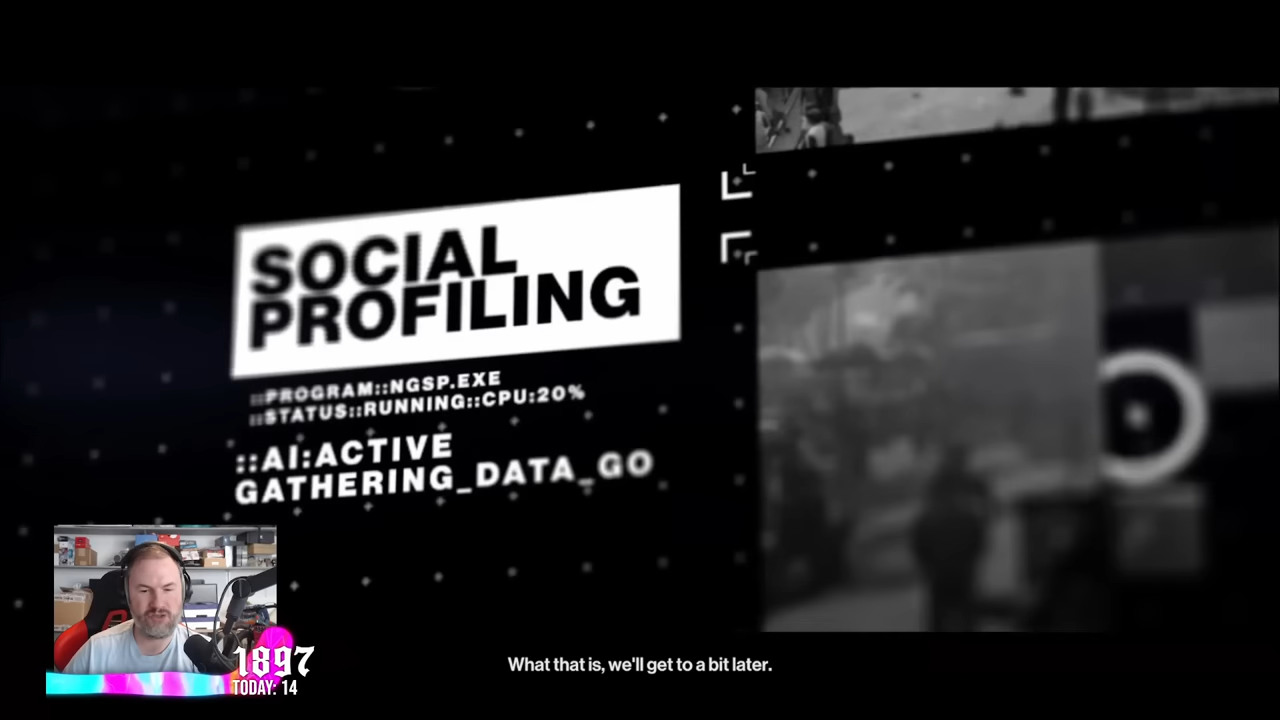 SOCIAL
PROFILING
::PROGRAM::NGSP.EXE
::STATUS::RUNNING::CPU:20%
::AI:ACTIVE
GATHERING_DATA_GO
1897
TODAY: 14
What that is, we'll get to a bit later.